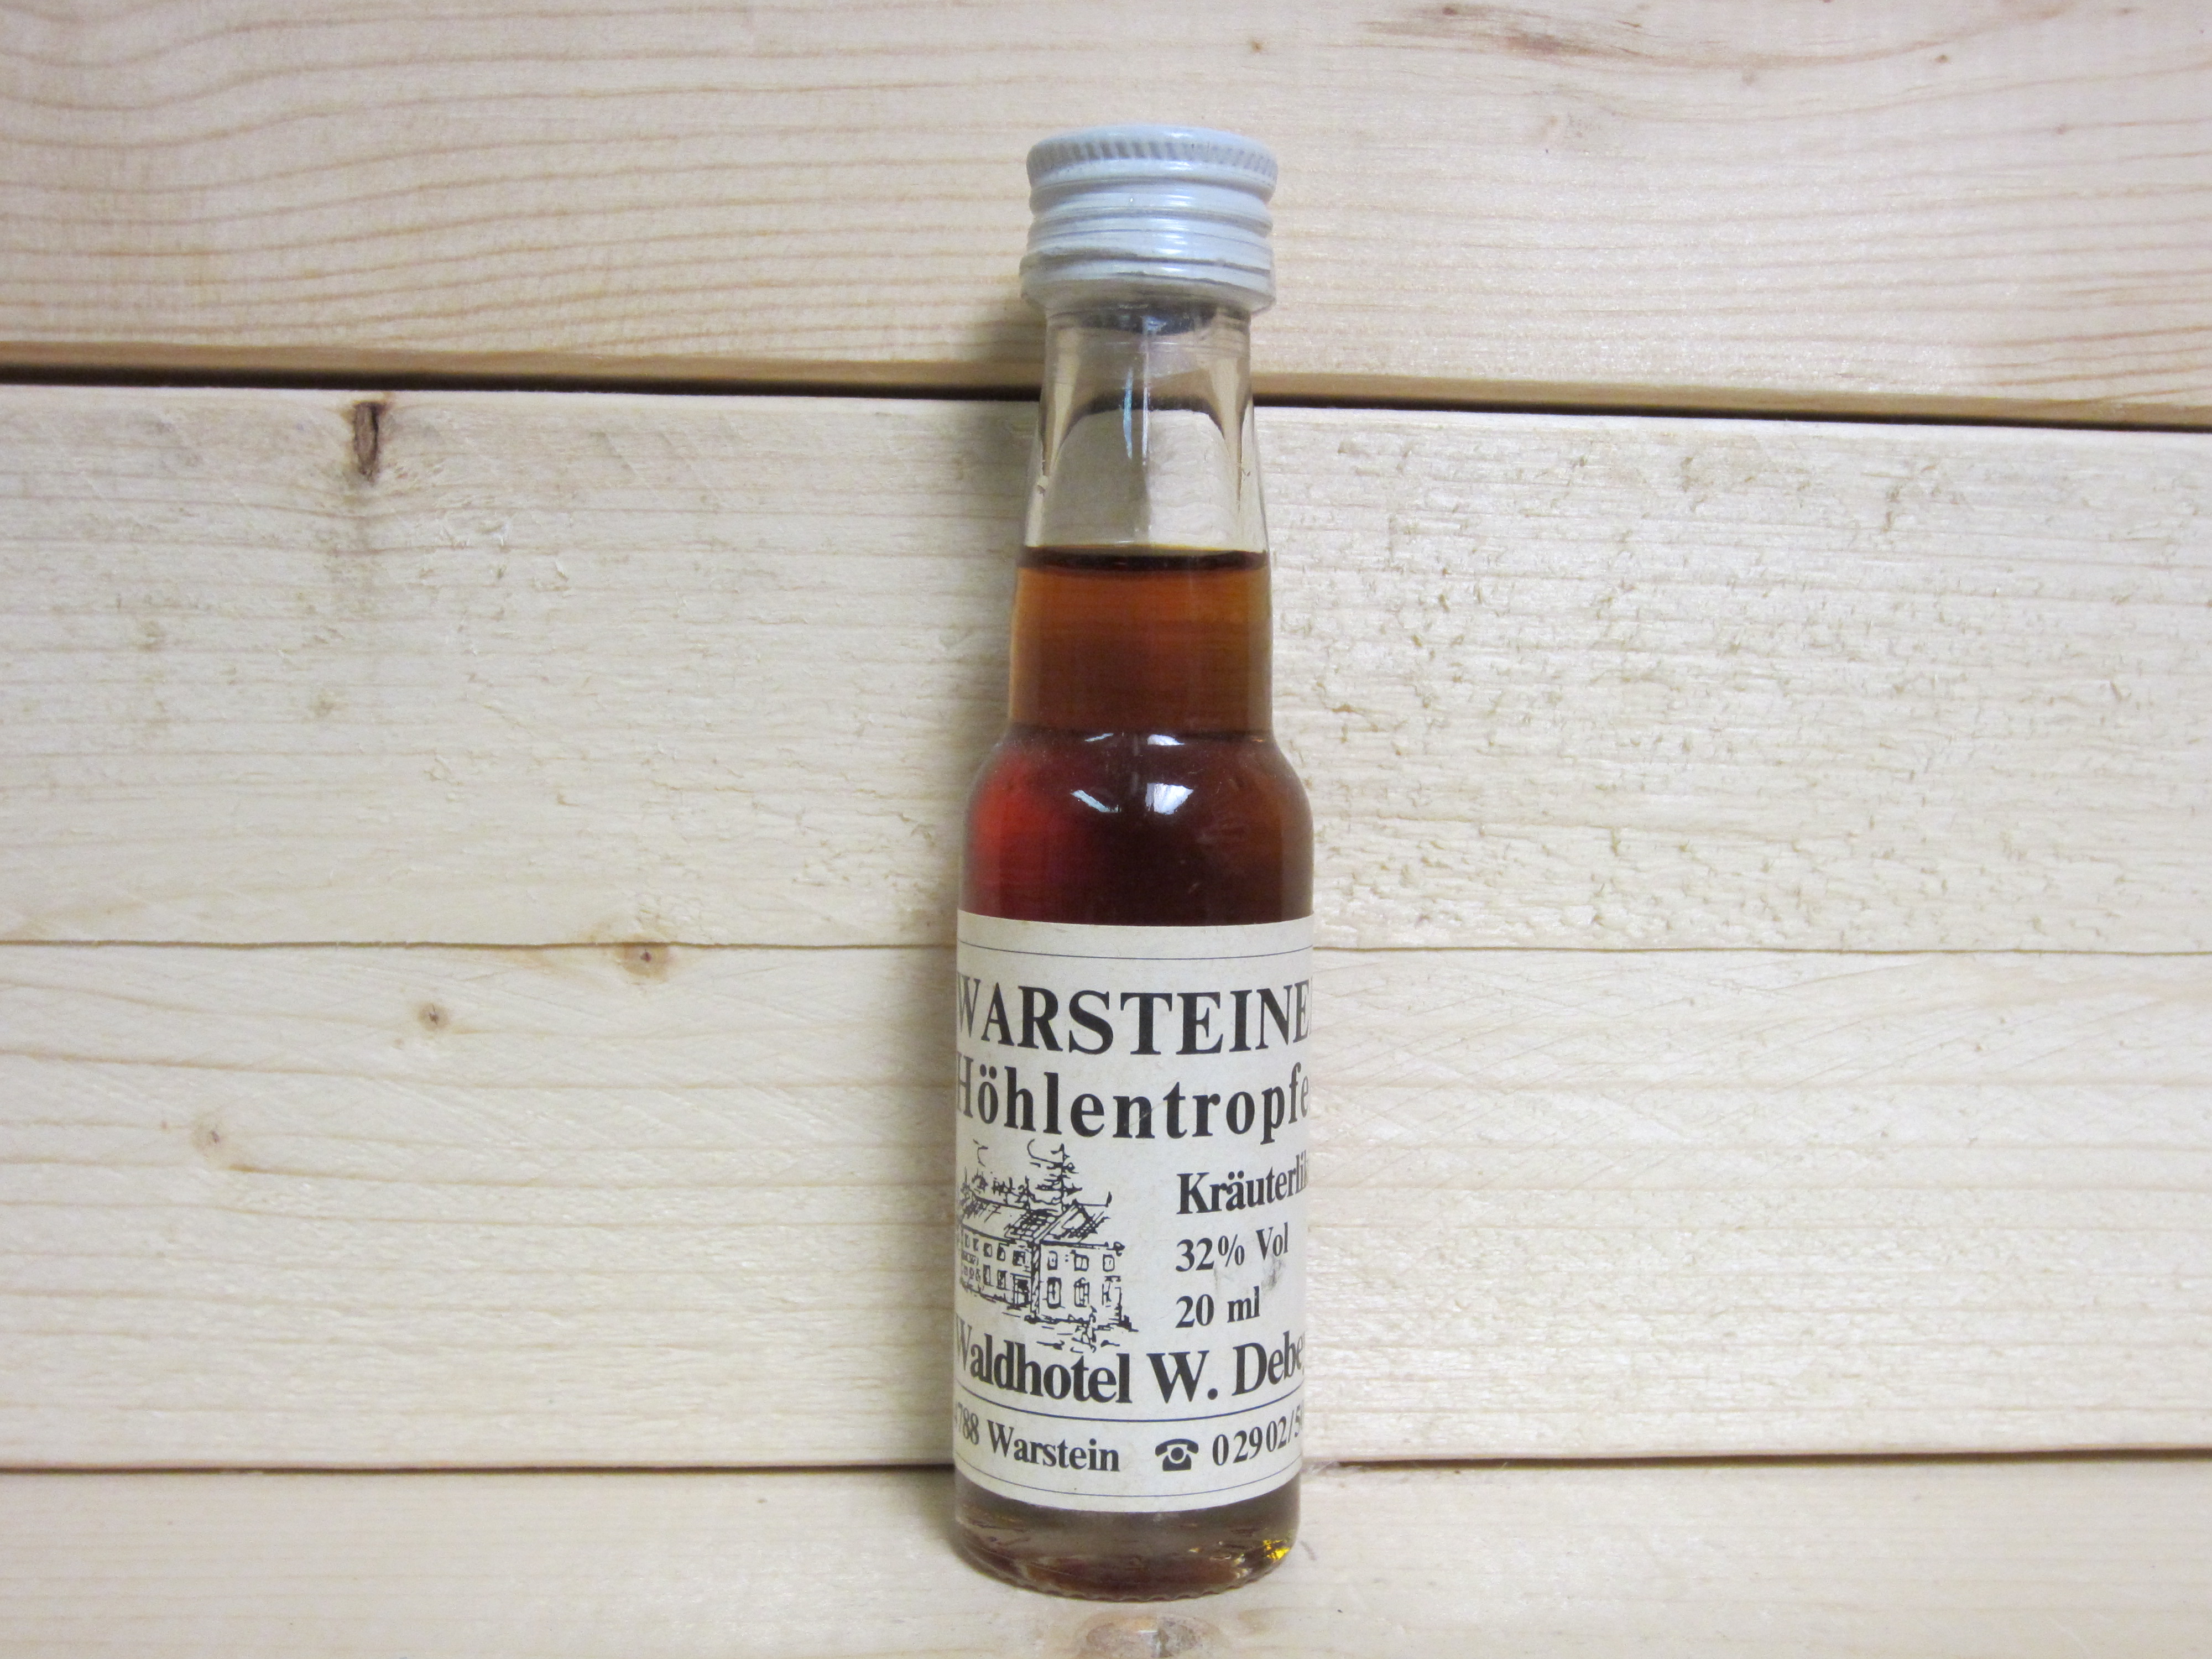 WARSTEINE
Höhlentropfe
Kräuterli
32% Vol
20 ml
Waldhotel W. Debe
788 Warstein ☎ 02902/5